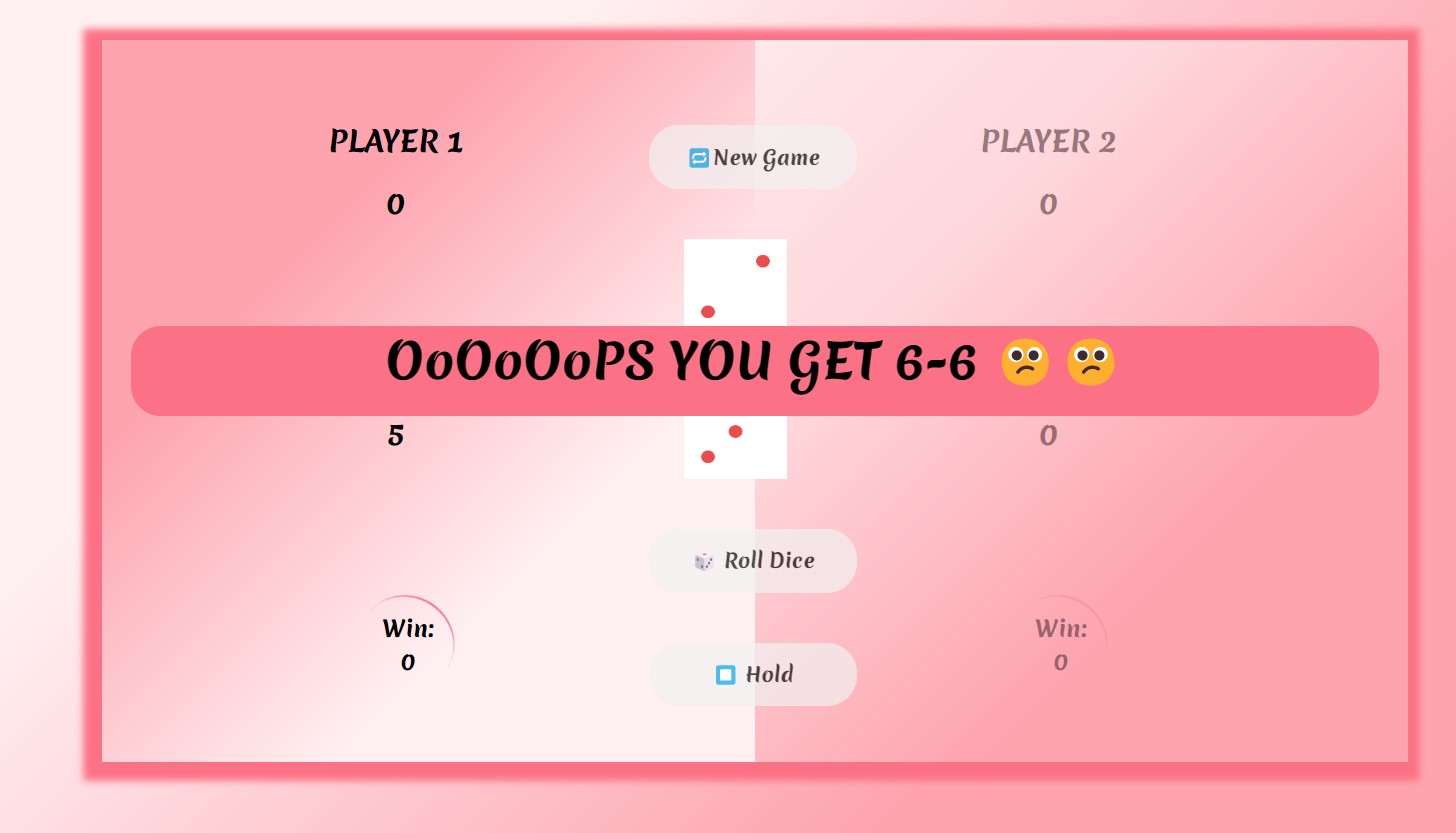 PLAYER 1
0
New Game
PLAYER 2
0
OoOoOoPS YOU GET 6-6
5
0
Roll Dice
Win:
0
Win:
0
Hold